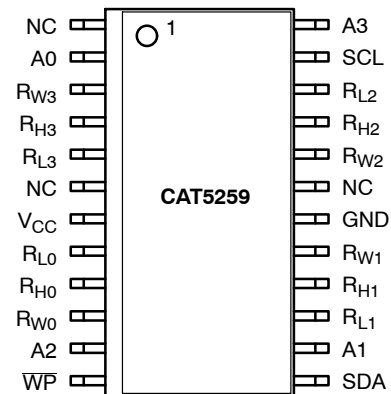 NC 1 A3
A0 SCL
RW3 RL2
RH3 RH2
RL3 RW2
NC CAT5259 NC
VCC GND
RL0 RW1
RH0 RH1
RW0 RL1
A2 A1
W̅P̅ SDA